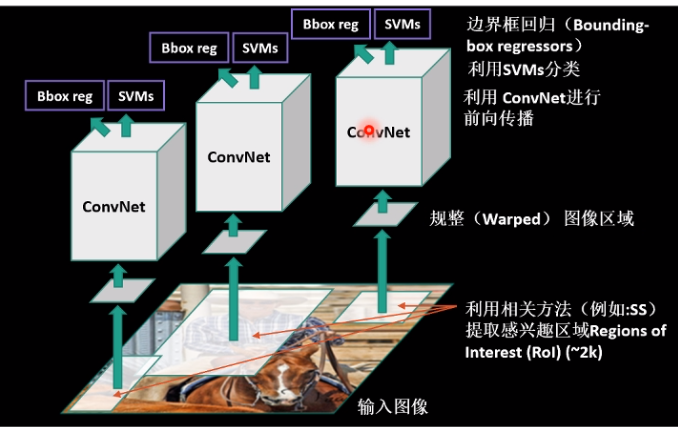 Bbox reg
SVMs
边界框回归（Bounding-
box regressors）
Bbox reg
SVMs
利用SVMs分类
Bbox reg
SVMs
利用 ConvNet进行
前向传播
ConvNet
ConvNet
ConvNet
规整（Warped） 图像区域
利用相关方法（例如:SS）
提取感兴趣区域Regions of
Interest (RoI) (~2k)
输入图像